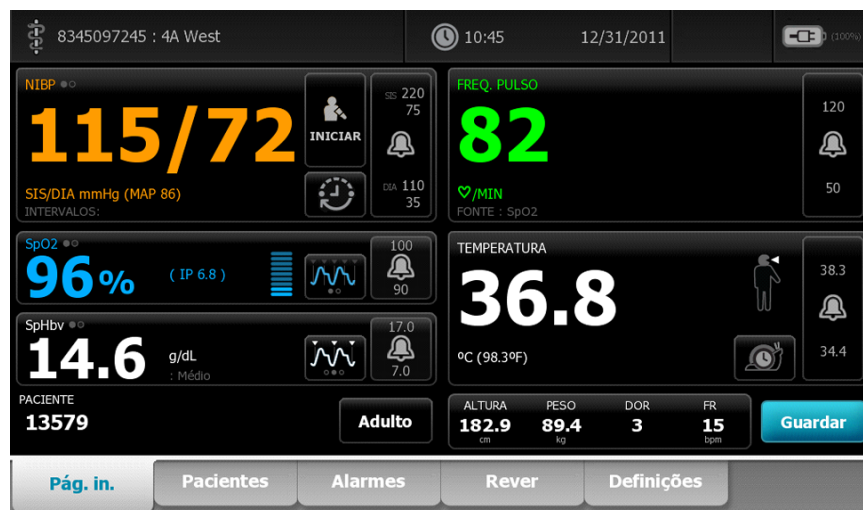 8345097245 : 4A West
10:45
12/31/2011
(100%)
NIBP
115/72
SIS/DIA mmHg (MAP 86)
INTERVALOS:
INICIAR
SIS 220
75
DIA 110
35
FREQ. PULSO
82
/MIN
FONTE : SpO2
120
50
SpO2
96%
( IP 6.8 )
100
90
TEMPERATURA
36.8
ºC (98.3ºF)
38.3
34.4
SpHbv
14.6
g/dL
: Médio
17.0
7.0
PACIENTE
13579
Adulto
ALTURA PESO DOR FR
182.9 89.4 3 15
cm kg bpm
Guardar
Pág. in. Pacientes Alarmes Rever Definições